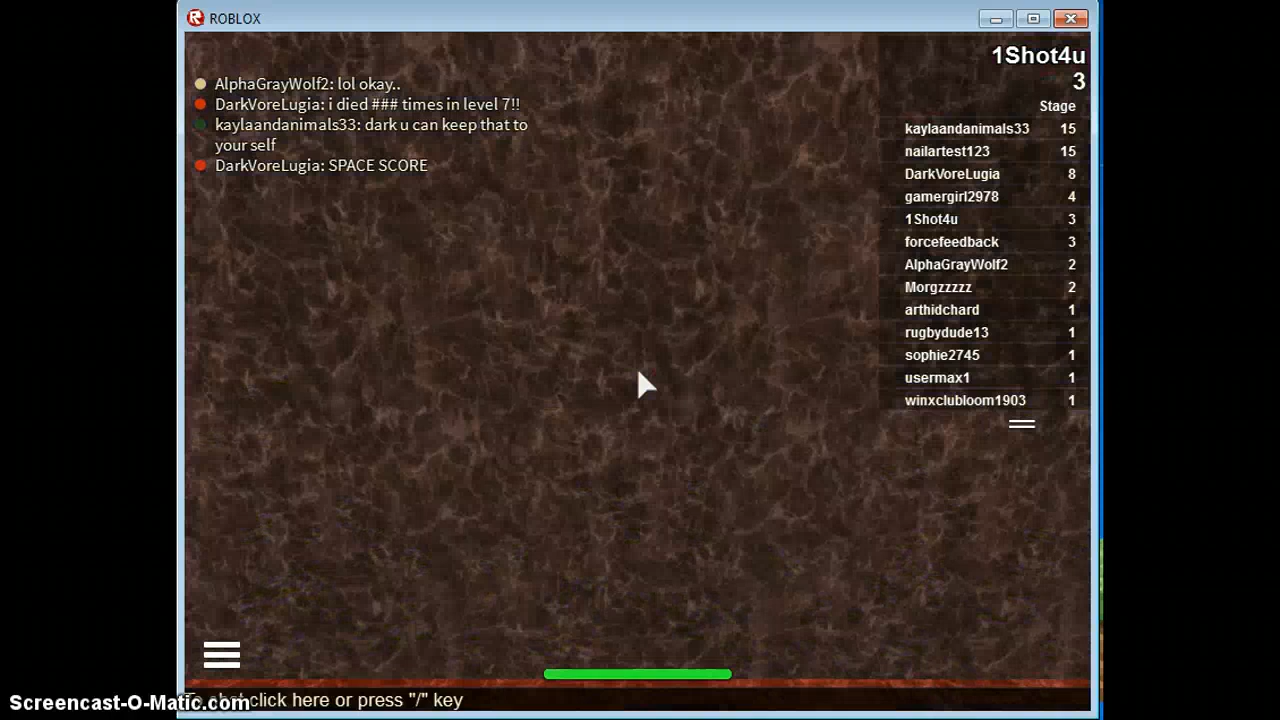 ROBLOX
1Shot4u
3
Stage
AlphaGrayWolf2: lol okay..
DarkVoreLugia: i died ### times in level 7!!
kaylaandanimals33: dark u can keep that to
your self
DarkVoreLugia: SPACE SCORE
kaylaandanimals33 15
nailartest123 15
DarkVoreLugia 8
gamergirl2978 4
1Shot4u 3
forcefeedback 3
AlphaGrayWolf2 2
Morgzzzzz 2
arthidchard 1
rugbydude13 1
sophie2745 1
usermax1 1
winxclubloom1903 1
To chat click here or press "/" key
Screencast-O-Matic.com